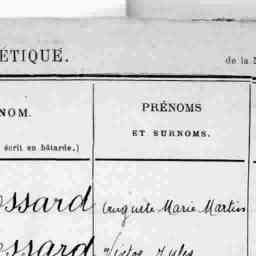 ÉTIQUE.
de la
NOM.
PRÉNOMS
ET SURNOMS.
écrit en bâtarde.)
ossard Auguste Marie Martin
ossard Victor Jules